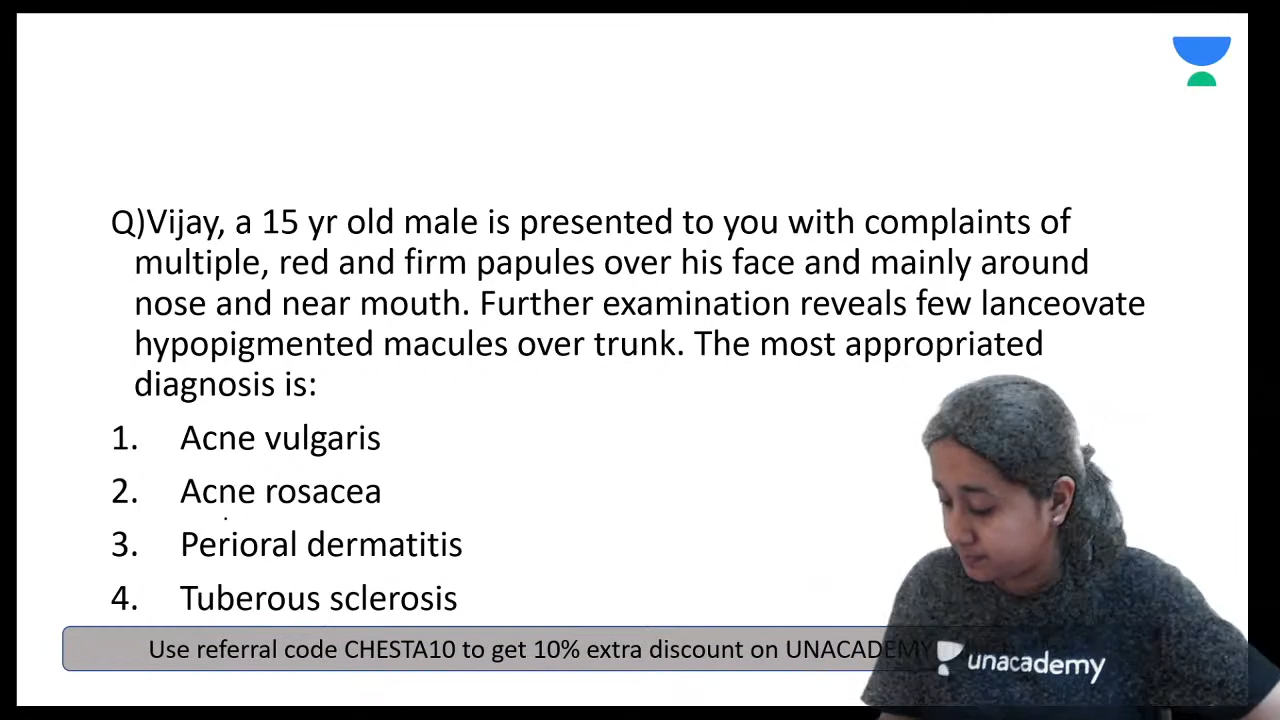 Q)Vijay, a 15 yr old male is presented to you with complaints of
multiple, red and firm papules over his face and mainly around
nose and near mouth. Further examination reveals few lanceovate
hypopigmented macules over trunk. The most appropriated
diagnosis is:
1. Acne vulgaris
2. Acne rosacea
3. Perioral dermatitis
4. Tuberous sclerosis
Use referral code CHESTA10 to get 10% extra discount on UNACADEMY
unacademy